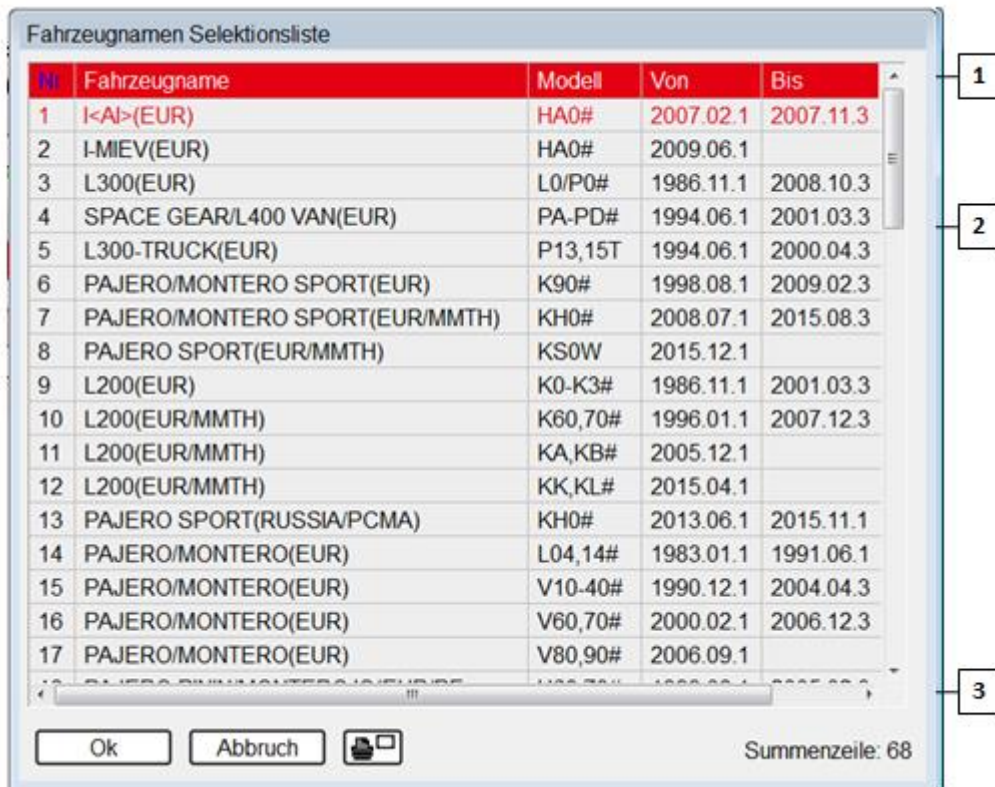 Fahrzeugnamen Selektionsliste
Nr Fahrzeugname Modell Von Bis
1 I<AI>(EUR) HA0# 2007.02.1 2007.11.3
2 I-MIEV(EUR) HA0# 2009.06.1
3 L300(EUR) L0/P0# 1986.11.1 2008.10.3
4 SPACE GEAR/L400 VAN(EUR) PA-PD# 1994.06.1 2001.03.3
5 L300-TRUCK(EUR) P13,15T 1994.06.1 2000.04.3
6 PAJERO/MONTERO SPORT(EUR) K90# 1998.08.1 2009.02.3
7 PAJERO/MONTERO SPORT(EUR/MMTH) KH0# 2008.07.1 2015.08.3
8 PAJERO SPORT(EUR/MMTH) KS0W 2015.12.1
9 L200(EUR) K0-K3# 1986.11.1 2001.03.3
10 L200(EUR/MMTH) K60,70# 1996.01.1 2007.12.3
11 L200(EUR/MMTH) KA,KB# 2005.12.1
12 L200(EUR/MMTH) KK,KL# 2015.04.1
13 PAJERO SPORT(RUSSIA/PCMA) KH0# 2013.06.1 2015.11.1
14 PAJERO/MONTERO(EUR) L04,14# 1983.01.1 1991.06.1
15 PAJERO/MONTERO(EUR) V10-40# 1990.12.1 2004.04.3
16 PAJERO/MONTERO(EUR) V60,70# 2000.02.1 2006.12.3
17 PAJERO/MONTERO(EUR) V80,90# 2006.09.1
Ok Abbruch Summenzeile: 68
1
2
3